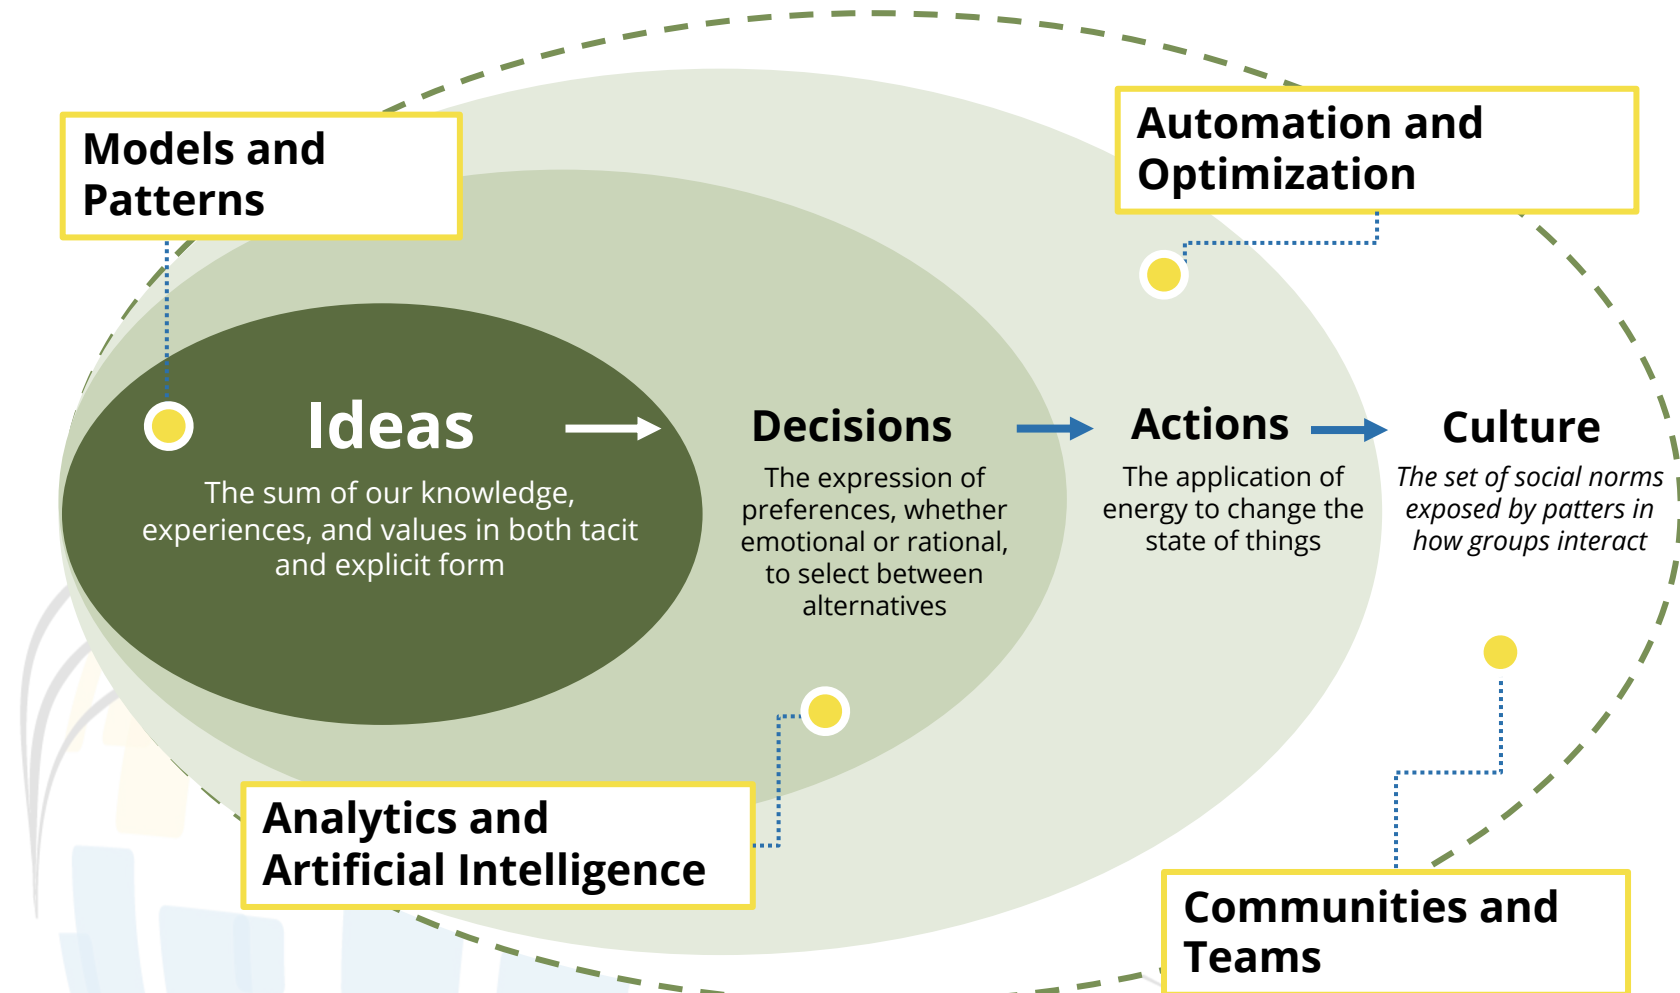 Models and
Patterns
Automation and
Optimization
Ideas
The sum of our knowledge,
experiences, and values in both tacit
and explicit form
Decisions
The expression of
preferences, whether
emotional or rational,
to select between
alternatives
Actions
The application of
energy to change the
state of things
Culture
The set of social norms
exposed by patters in
how groups interact
Analytics and
Artificial Intelligence
Communities and
Teams